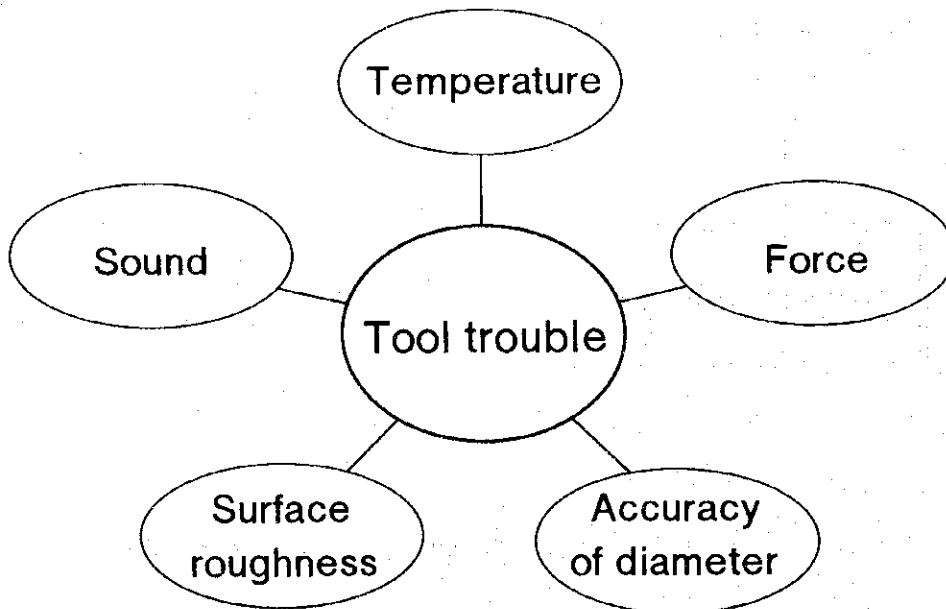 Temperature
Sound
Force
Tool trouble
Surface
roughness
Accuracy
of diameter